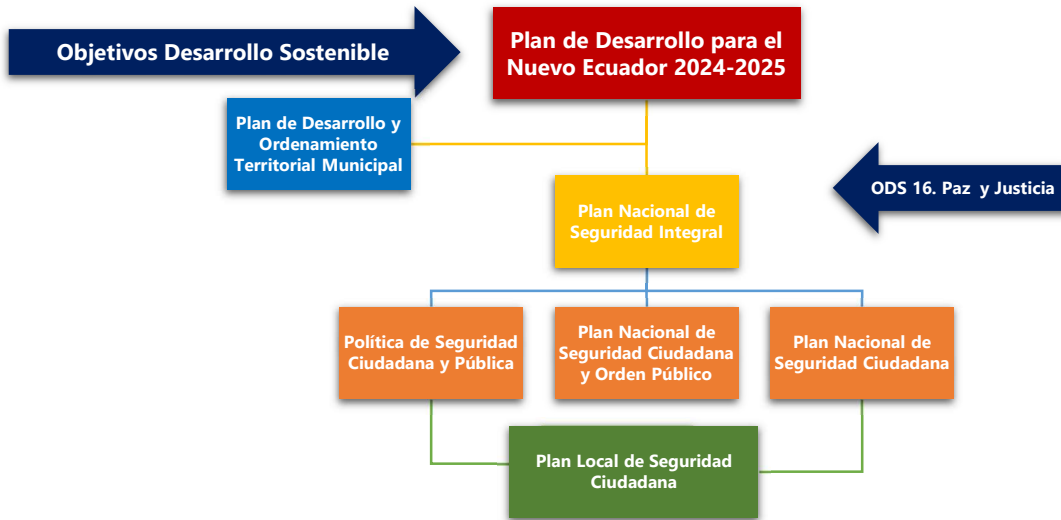 Objetivos Desarrollo Sostenible
Plan de Desarrollo para el
Nuevo Ecuador 2024-2025
Plan de Desarrollo y
Ordenamiento
Territorial Municipal
ODS 16. Paz y Justicia
Plan Nacional de
Seguridad Integral
Política de Seguridad
Ciudadana y Pública
Plan Nacional de
Seguridad Ciudadana
y Orden Público
Plan Nacional de
Seguridad Ciudadana
Plan Local de Seguridad
Ciudadana